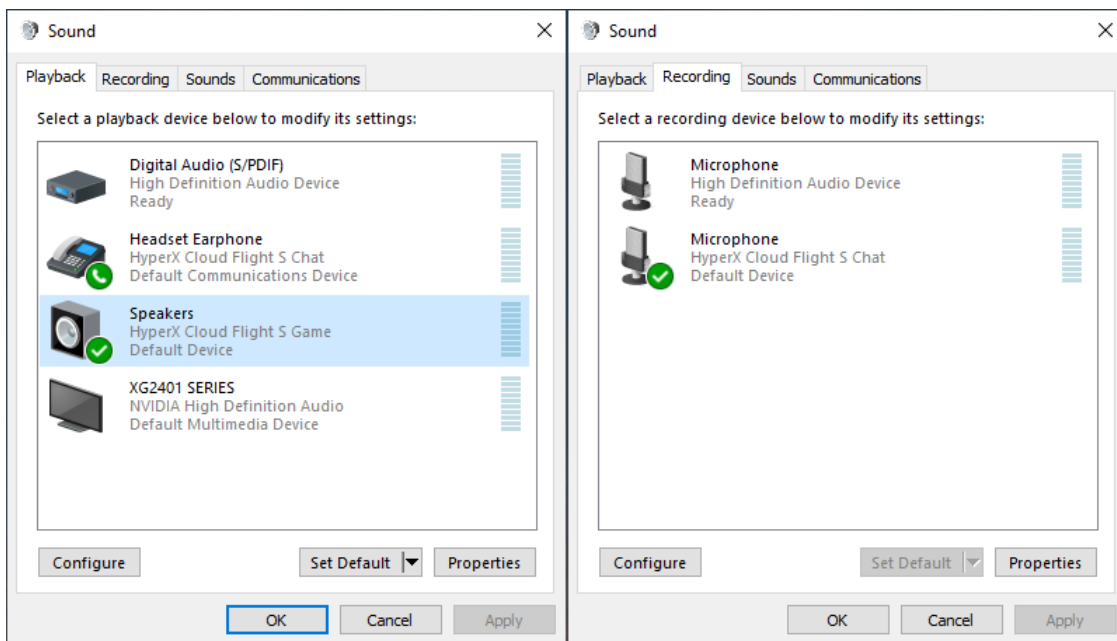 Sound
Playback Recording Sounds Communications
Select a playback device below to modify its settings:
Digital Audio (S/PDIF)
High Definition Audio Device
Ready
Headset Earphone
HyperX Cloud Flight S Chat
Default Communications Device
Speakers
HyperX Cloud Flight S Game
Default Device
XG2401 SERIES
NVIDIA High Definition Audio
Default Multimedia Device
Configure Set Default Properties
OK Cancel Apply
Sound
Playback Recording Sounds Communications
Select a recording device below to modify its settings:
Microphone
High Definition Audio Device
Ready
Microphone
HyperX Cloud Flight S Chat
Default Device
Configure Set Default Properties
OK Cancel Apply